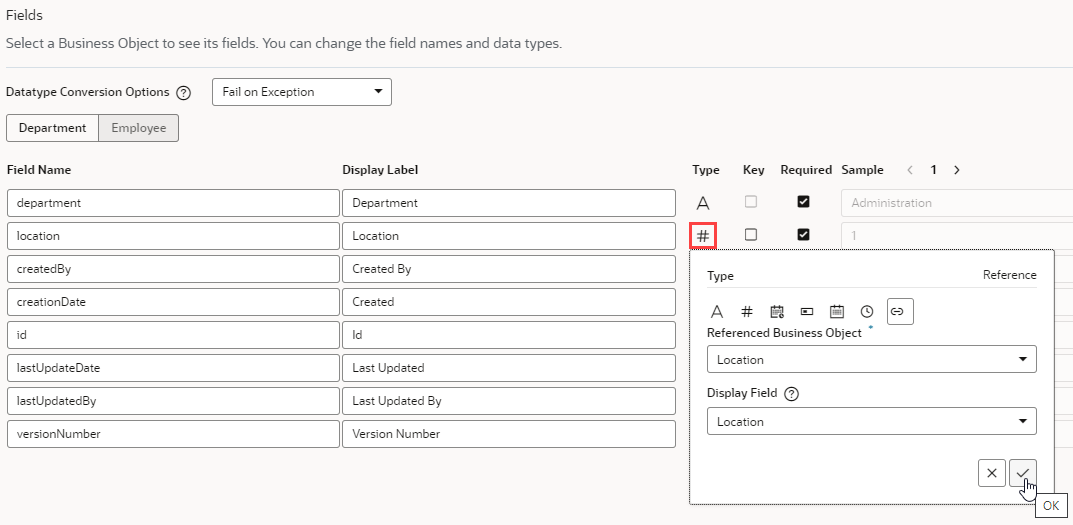 Fields
Select a Business Object to see its fields. You can change the field names and data types.
Datatype Conversion Options ? Fail on Exception
Department Employee
Field Name Display Label Type Key Required Sample < 1 >
department Department A Administration
location Location # 1
createdBy Created By
creationDate Created
id Id
lastUpdateDate Last Updated
lastUpdatedBy Last Updated By
versionNumber Version Number
Type Reference
A #
Referenced Business Object *
Location
Display Field ?
Location
OK